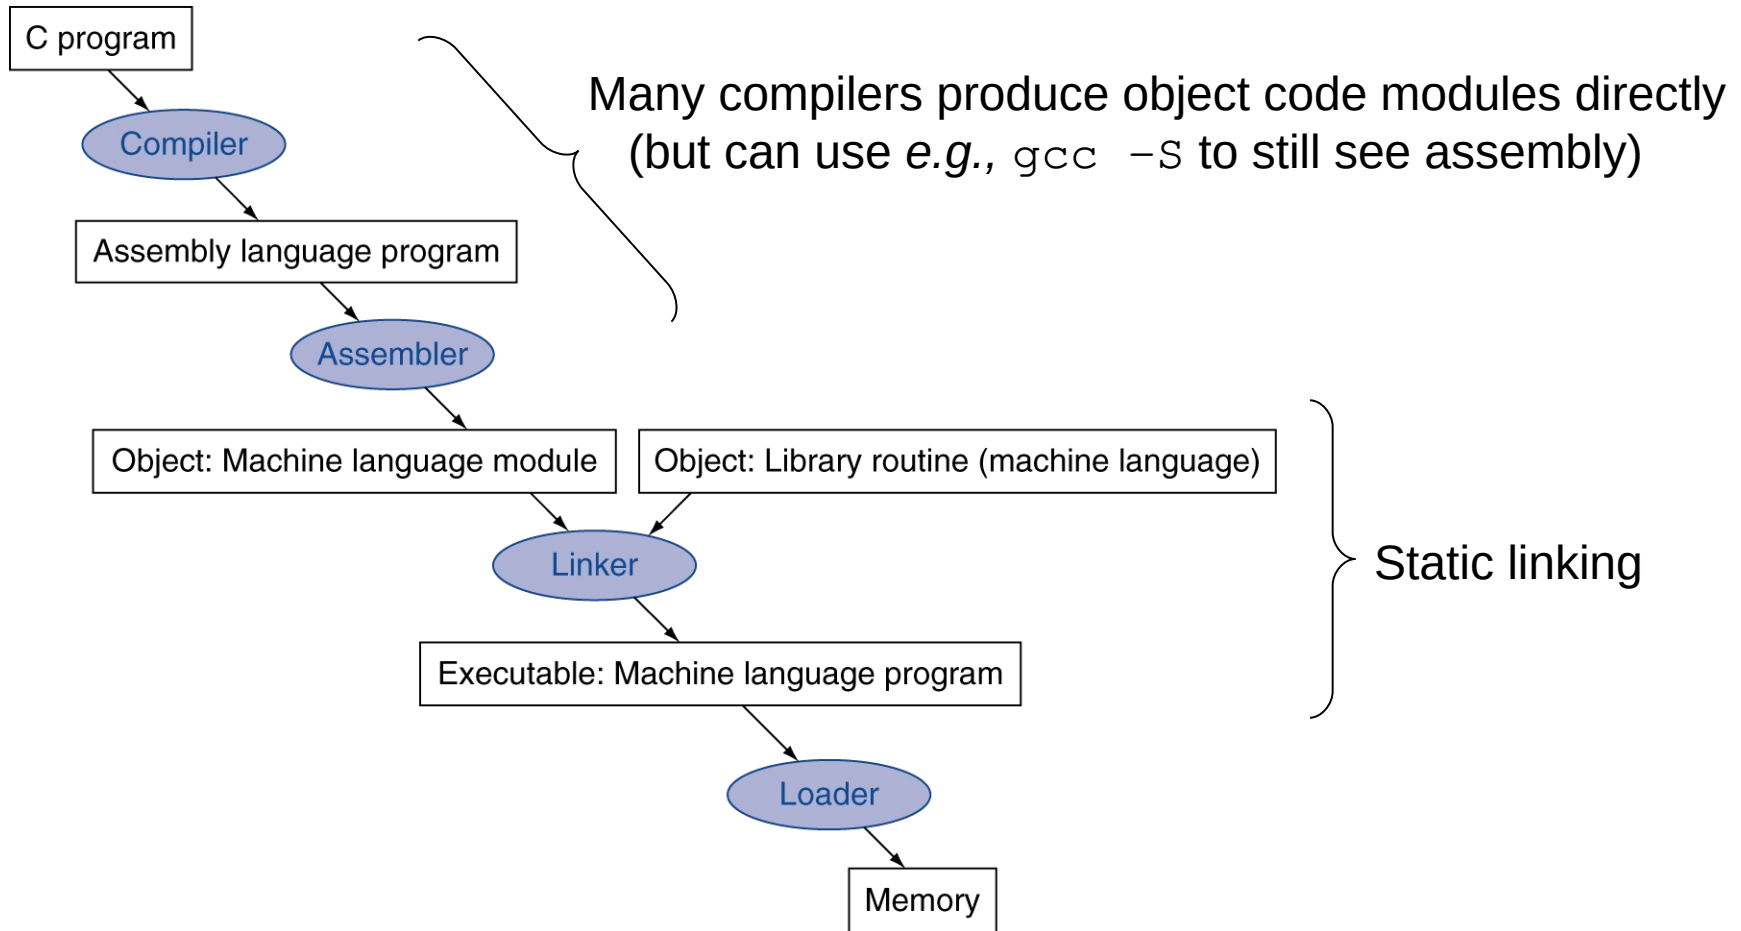 C program
Many compilers produce object code modules directly
(but can use e.g., gcc –S to still see assembly)
Compiler
Assembly language program
Assembler
Object: Machine language module
Object: Library routine (machine language)
Linker
Static linking
Executable: Machine language program
Loader
Memory